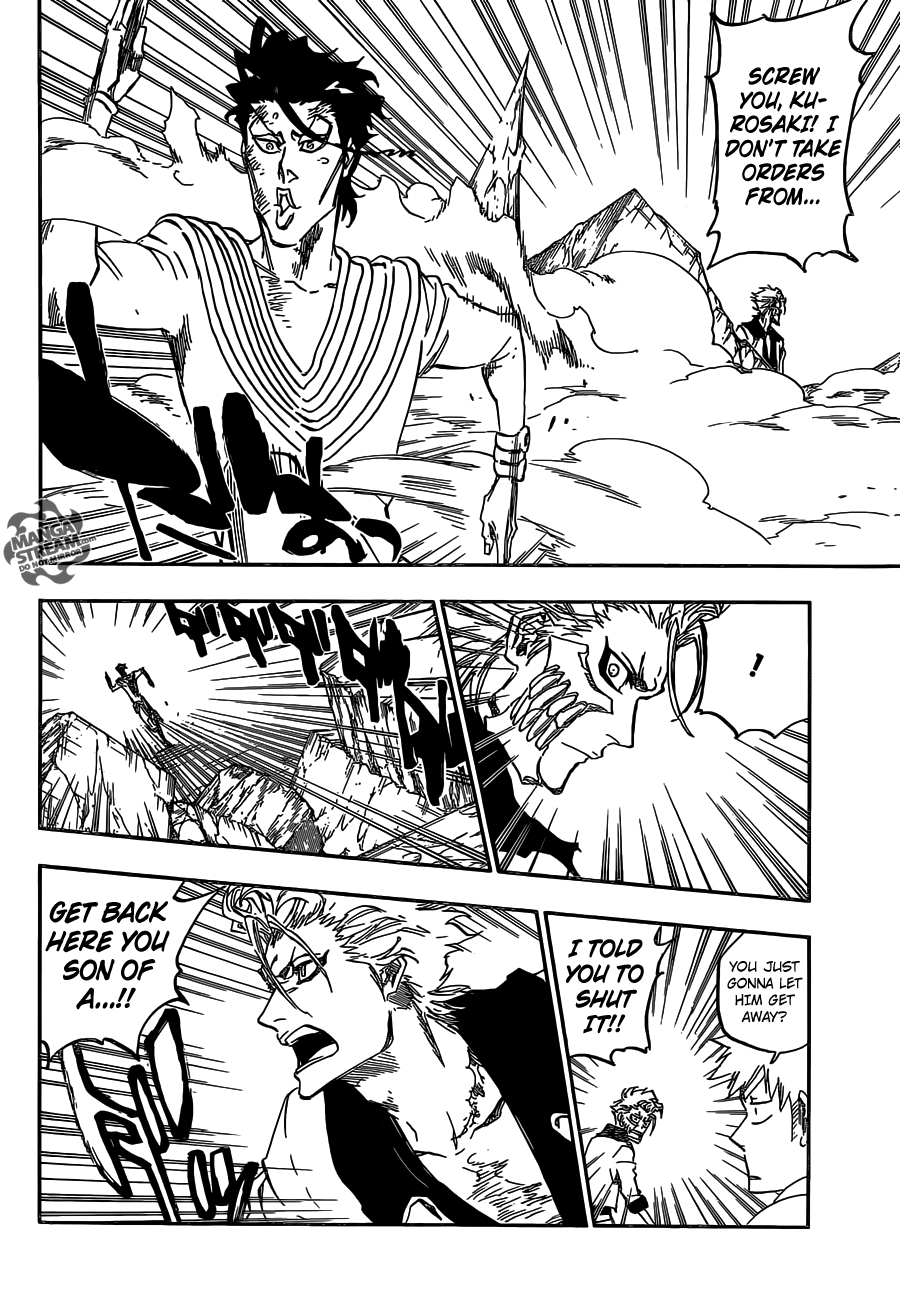 SCREW
YOU, KU-
ROSAKI! I
DON'T TAKE
ORDERS
FROM...
MANGA
STREAM.com
DO NOT MIRROR
!
YOU JUST
GONNA LET
HIM GET
AWAY?
I TOLD
YOU TO
SHUT
IT!!
GET BACK
HERE YOU
SON OF
A...!!